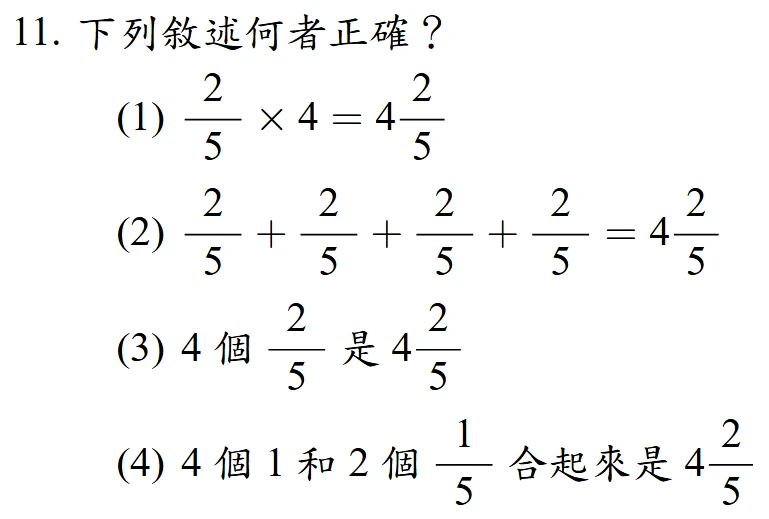 11. 下列敘述何者正確？
(1) 2/5 × 4 = 4 2/5
(2) 2/5 + 2/5 + 2/5 + 2/5 = 4 2/5
(3) 4 個 2/5 是 4 2/5
(4) 4 個 1 和 2 個 1/5 合起來是 4 2/5